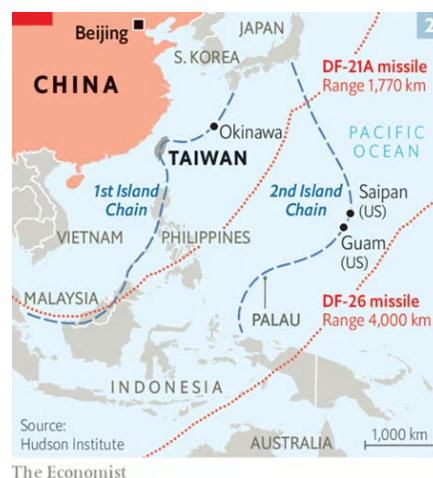 2
JAPAN
Beijing
S. KOREA
CHINA
DF-21A missile
Range 1,770 km
Okinawa
PACIFIC
OCEAN
TAIWAN
1st Island
Chain
2nd Island
Chain
Saipan
(US)
VIETNAM
PHILIPPINES
Guam
(US)
MALAYSIA
DF-26 missile
Range 4,000 km
PALAU
INDONESIA
Source:
Hudson Institute
AUSTRALIA
1,000 km
The Economist